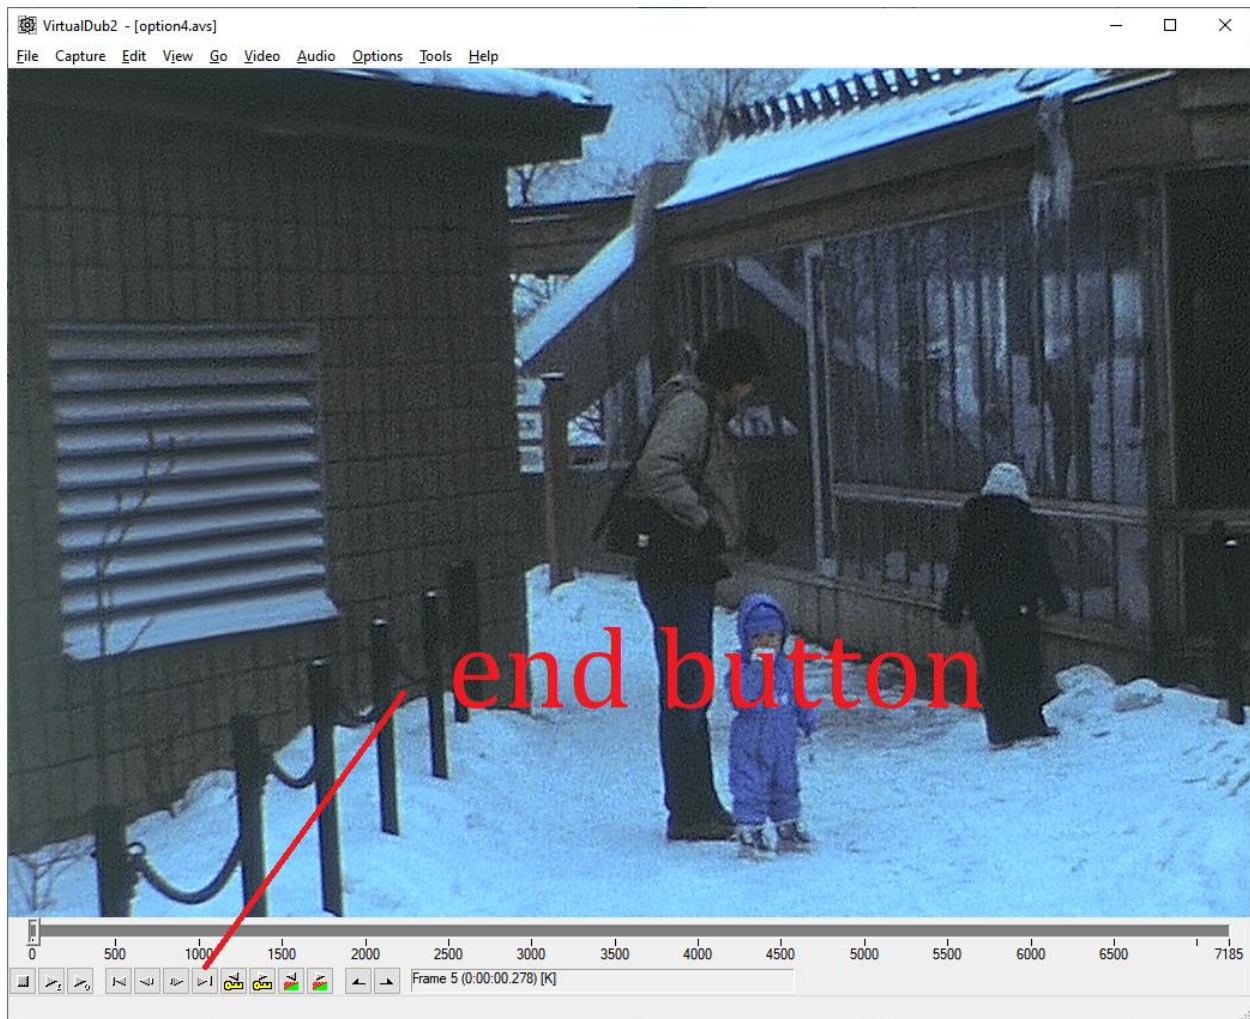 VirtualDub2 - [option4.avs]
File Capture Edit View Go Video Audio Options Tools Help
end button
0 500 1000 1500 2000 2500 3000 3500 4000 4500 5000 5500 6000 6500 7185
Frame 5 (0:00:00.278) [K]